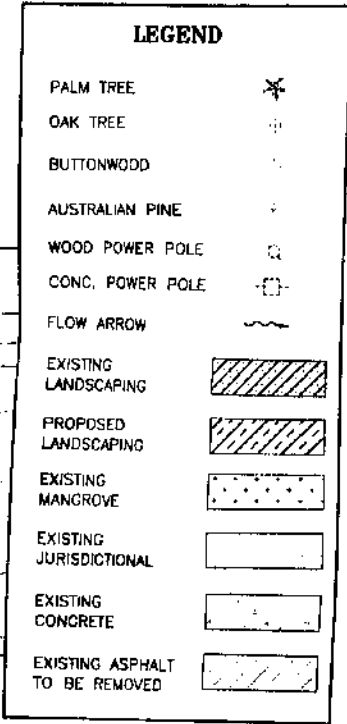 LEGEND
PALM TREE
OAK TREE
BUTTONWOOD
AUSTRALIAN PINE
WOOD POWER POLE
CONC. POWER POLE
FLOW ARROW
EXISTING
LANDSCAPING
PROPOSED
LANDSCAPING
EXISTING
MANGROVE
EXISTING
JURISDICTIONAL
EXISTING
CONCRETE
EXISTING ASPHALT
TO BE REMOVED